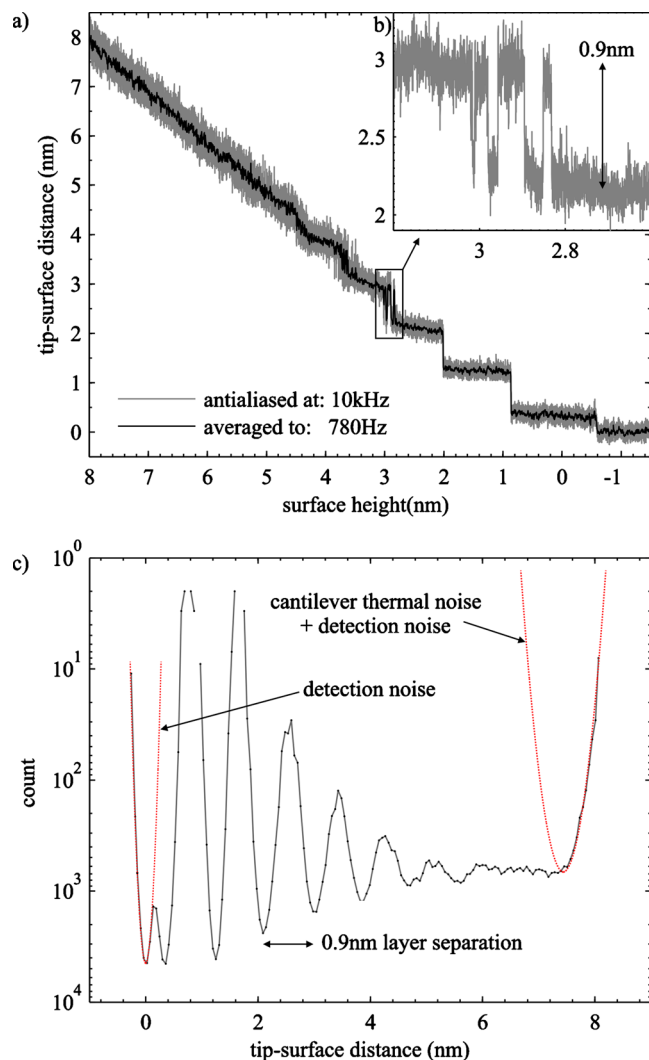 a)
8
7
6
5
4
3
2
1
0
tip-surface distance (nm)
antialiased at: 10kHz
averaged to: 780Hz
8 7 6 5 4 3 2 1 0 -1
surface height(nm)
b)
3
2.5
2
0.9nm
3 2.8
c)
10^0
10^1
10^2
10^3
10^4
count
cantilever thermal noise
+ detection noise
detection noise
0.9nm layer separation
0 2 4 6 8
tip-surface distance (nm)